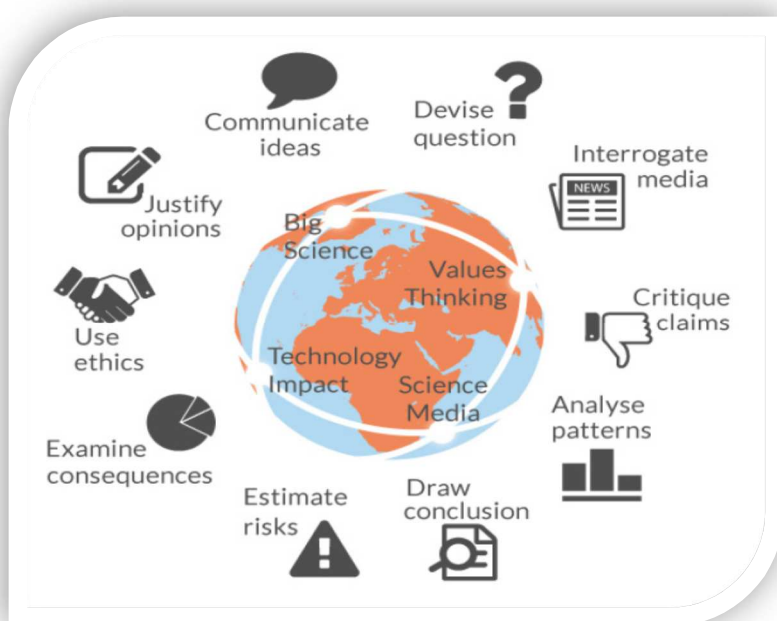 Communicate
ideas
Devise
question
Interrogate
media
NEWS
Justify
opinions
Big
Science
Values
Thinking
Use
ethics
Critique
claims
Technology
Impact
Science
Media
Analyse
patterns
Examine
consequences
Estimate
risks
Draw
conclusion